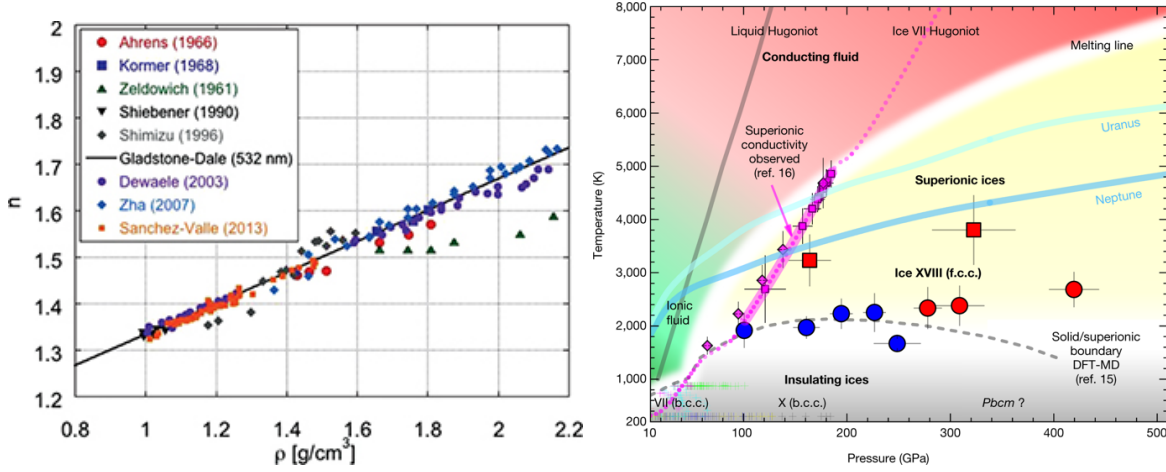 2.1
2
1.9
1.8
1.7
1.6
1.5
1.4
1.3
1.2
n
0.8
1
1.2
1.4
1.6
1.8
2
2.2
ρ [g/cm³]
Ahrens (1966)
Kormer (1968)
Zeldowich (1961)
Shiebener (1990)
Shimizu (1996)
Gladstone-Dale (532 nm)
Dewaele (2003)
Zha (2007)
Sanchez-Valle (2013)
8,000
7,000
6,000
5,000
4,000
3,000
2,000
1,000
200
Temperature (K)
Liquid Hugoniot
Ice VII Hugoniot
Conducting fluid
Melting line
Superionic
conductivity
observed
(ref. 16)
Uranus
Superionic ices
Neptune
Ice XVIII (f.c.c.)
Ionic
fluid
Solid/superionic
boundary
DFT-MD
(ref. 15)
Insulating ices
VII (b.c.c.)
X (b.c.c.)
Pbcm ?
10
100
200
300
400
500
Pressure (GPa)